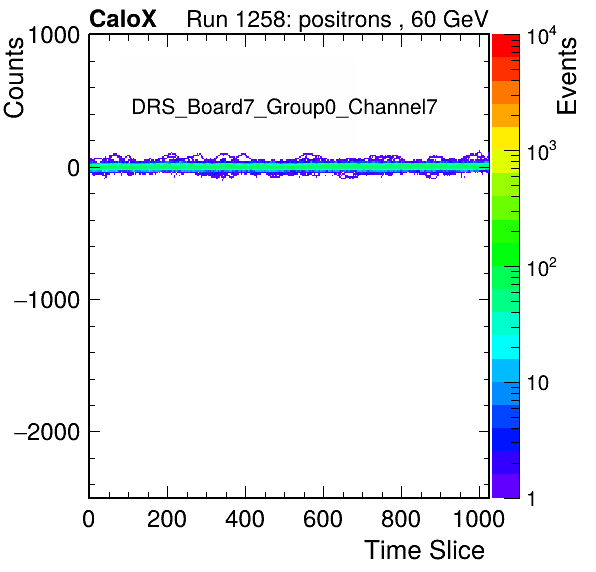 CaloX Run 1258: positrons , 60 GeV
Counts
Events
DRS_Board7_Group0_Channel7
1000
0
−1000
−2000
0 200 400 600 800 1000
Time Slice
10^4
10^3
10^2
10
1